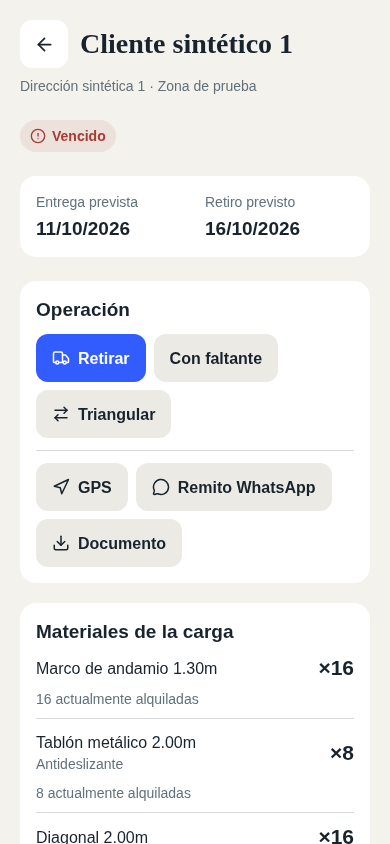 Cliente sintético 1
Dirección sintética 1 · Zona de prueba
Vencido
Entrega prevista
Retiro previsto
11/10/2026
16/10/2026
Operación
Retirar
Con faltante
Triangular
GPS
Remito WhatsApp
Documento
Materiales de la carga
Marco de andamio 1.30m ×16
16 actualmente alquiladas
Tablón metálico 2.00m ×8
Antideslizante
8 actualmente alquiladas
Diagonal 2.00m ×16